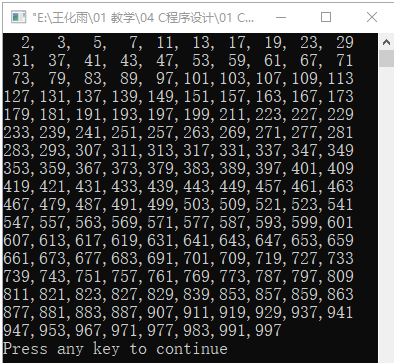 "E:\王化雨\01 教学\04 C程序设计\01 C...
2,  3,  5,  7, 11, 13, 17, 19, 23, 29
31, 37, 41, 43, 47, 53, 59, 61, 67, 71
73, 79, 83, 89, 97,101,103,107,109,113
127,131,137,139,149,151,157,163,167,173
179,181,191,193,197,199,211,223,227,229
233,239,241,251,257,263,269,271,277,281
283,293,307,311,313,317,331,337,347,349
353,359,367,373,379,383,389,397,401,409
419,421,431,433,439,443,449,457,461,463
467,479,487,491,499,503,509,521,523,541
547,557,563,569,571,577,587,593,599,601
607,613,617,619,631,641,643,647,653,659
661,673,677,683,691,701,709,719,727,733
739,743,751,757,761,769,773,787,797,809
811,821,823,827,829,839,853,857,859,863
877,881,883,887,907,911,919,929,937,941
947,953,967,971,977,983,991,997
Press any key to continue